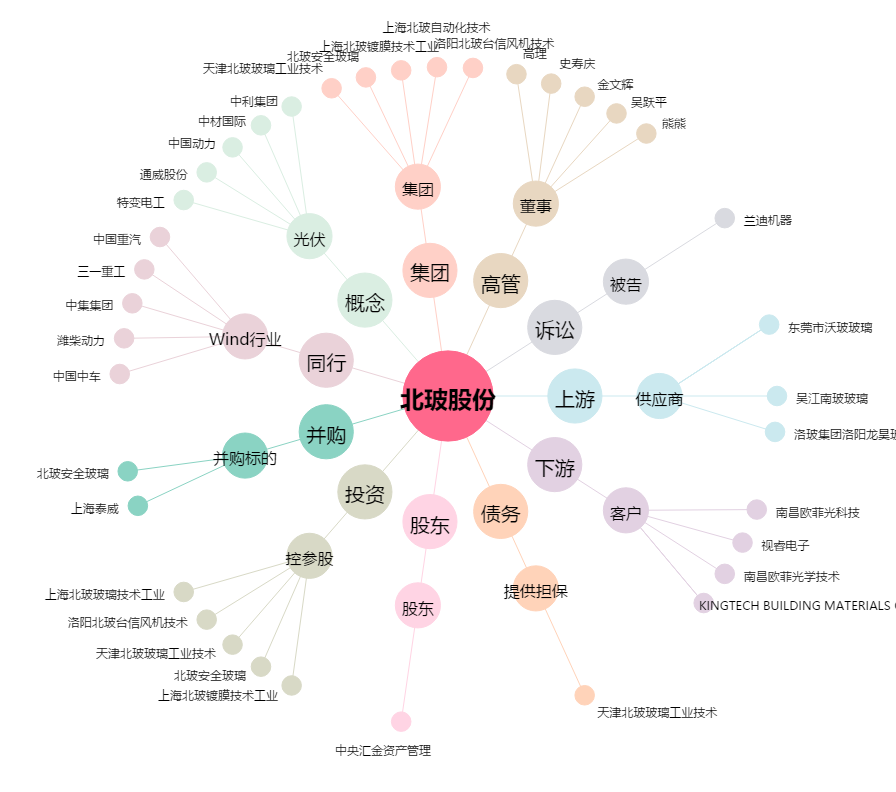 上海北玻自动化技术
上海北玻镀膜技术工业
洛阳北玻台信风机技术
北玻安全玻璃
天津北玻玻璃工业技术
高理
史寿庆
金文辉
吴跃平
熊熊
中利集团
中材国际
中国动力
通威股份
特变电工
集团
董事
光伏
集团
高管
概念
被告
兰迪机器
诉讼
中国重汽
三一重工
中集集团
潍柴动力
中国中车
Wind行业
同行
北玻股份
上游
供应商
东莞市沃玻玻璃
吴江南玻玻璃
洛玻集团洛阳龙昊玻
并购
并购标的
北玻安全玻璃
上海泰威
下游
客户
南昌欧菲光科技
视睿电子
南昌欧菲光学技术
KINGTECH BUILDING MATERIALS
投资
控参股
上海北玻玻璃技术工业
洛阳北玻台信风机技术
天津北玻玻璃工业技术
北玻安全玻璃
上海北玻镀膜技术工业
股东
股东
中央汇金资产管理
债务
提供担保
天津北玻玻璃工业技术